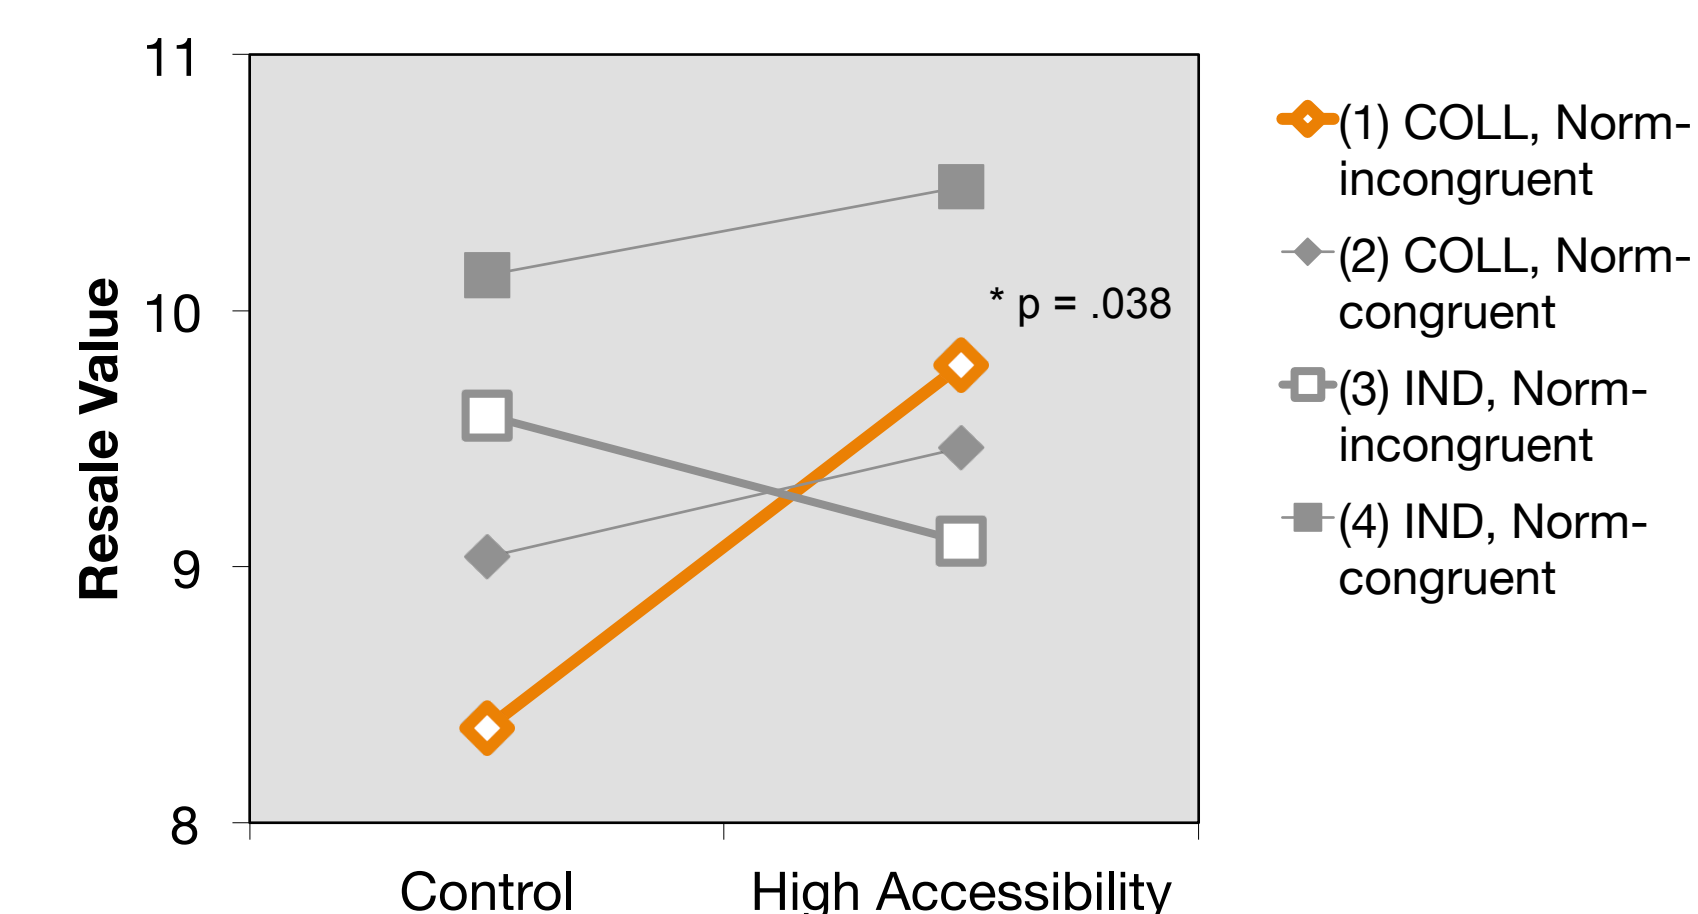 11
10
9
8
Resale Value
* p = .038
Control
High Accessibility
(1) COLL, Norm-
incongruent
(2) COLL, Norm-
congruent
(3) IND, Norm-
incongruent
(4) IND, Norm-
congruent